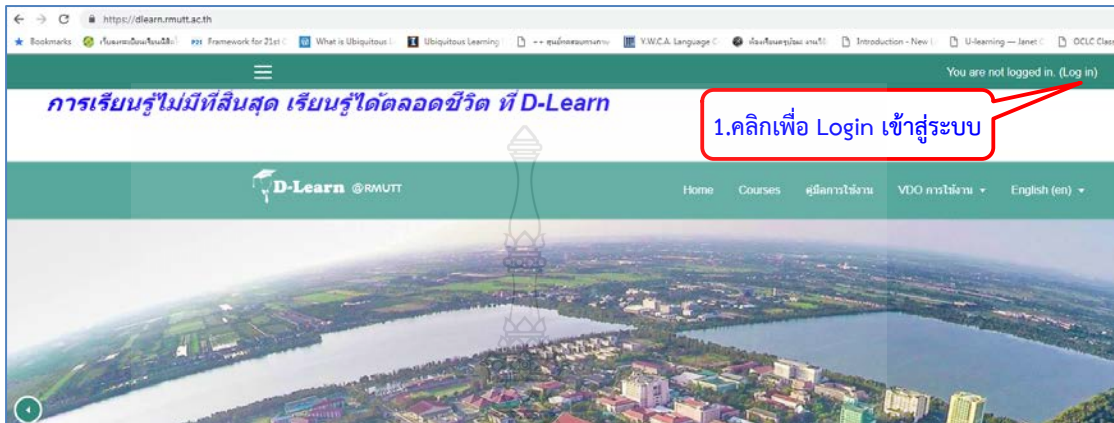 https://dlearn.rmutt.ac.th
Bookmarks Framework for 21st C What is Ubiquitous L Ubiquitous Learning Y.W.C.A. Language C Introduction - New L U-learning — Janet C OCLC Class
You are not logged in. (Log in)
การเรียนรู้ไม่มีที่สิ้นสุด เรียนรู้ได้ตลอดชีวิต ที่ D-Learn
1.คลิกเพื่อ Login เข้าสู่ระบบ
D-Learn @RMUTT Home Courses คู่มือการใช้งาน VDO การใช้งาน English (en)